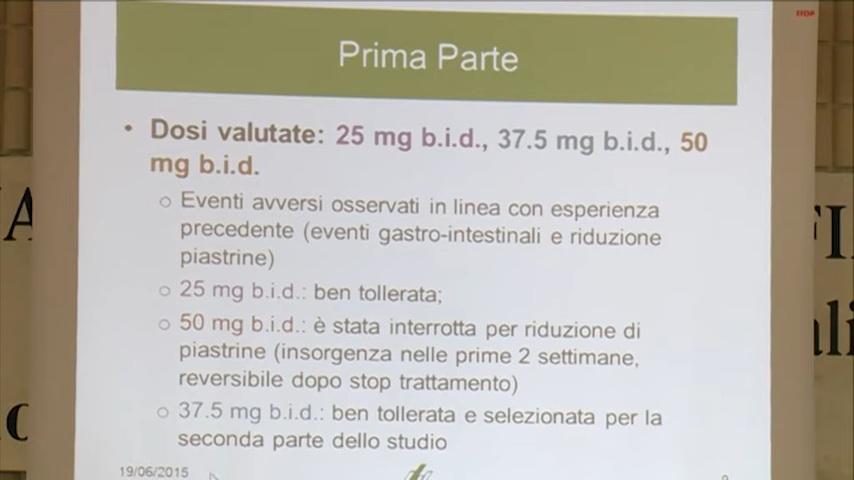 STOP
Prima Parte
• Dosi valutate: 25 mg b.i.d., 37.5 mg b.i.d., 50
mg b.i.d.
o Eventi avversi osservati in linea con esperienza
precedente (eventi gastro-intestinali e riduzione
piastrine)
o 25 mg b.i.d.: ben tollerata;
o 50 mg b.i.d.: è stata interrotta per riduzione di
piastrine (insorgenza nelle prime 2 settimane,
reversibile dopo stop trattamento)
o 37.5 mg b.i.d.: ben tollerata e selezionata per la
seconda parte dello studio
19/06/2015